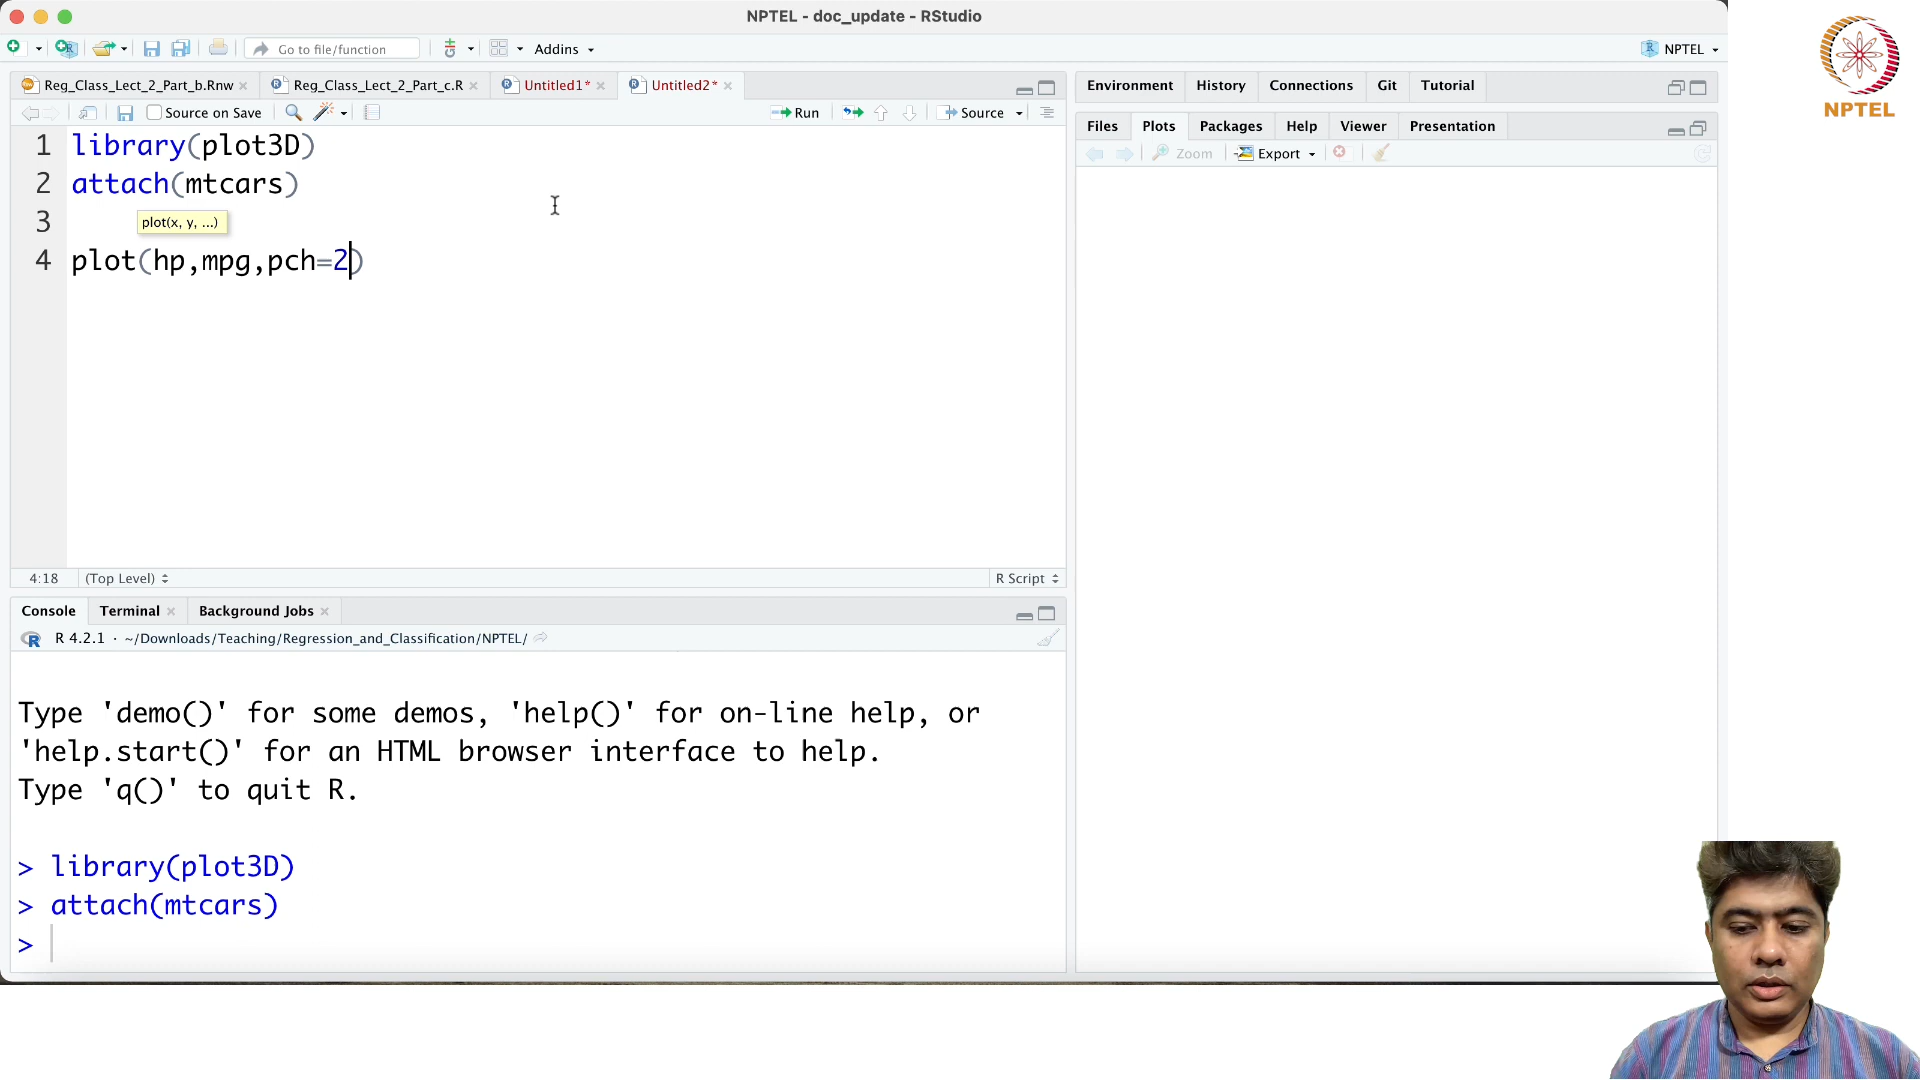 NPTEL - doc_update - RStudio
Go to file/function
Addins
NPTEL
NPTEL
Reg_Class_Lect_2_Part_b.Rnw
Reg_Class_Lect_2_Part_c.R
Untitled1*
Untitled2*
Source on Save
Run
Source
1 library(plot3D)
2 attach(mtcars)
3
plot(x, y, ...)
4 plot(hp,mpg,pch=2)
4:18
(Top Level)
R Script
Console
Terminal
Background Jobs
R 4.2.1 · ~/Downloads/Teaching/Regression_and_Classification/NPTEL/
Type 'demo()' for some demos, 'help()' for on-line help, or
'help.start()' for an HTML browser interface to help.
Type 'q()' to quit R.
> library(plot3D)
> attach(mtcars)
>
Environment
History
Connections
Git
Tutorial
Files
Plots
Packages
Help
Viewer
Presentation
Zoom
Export